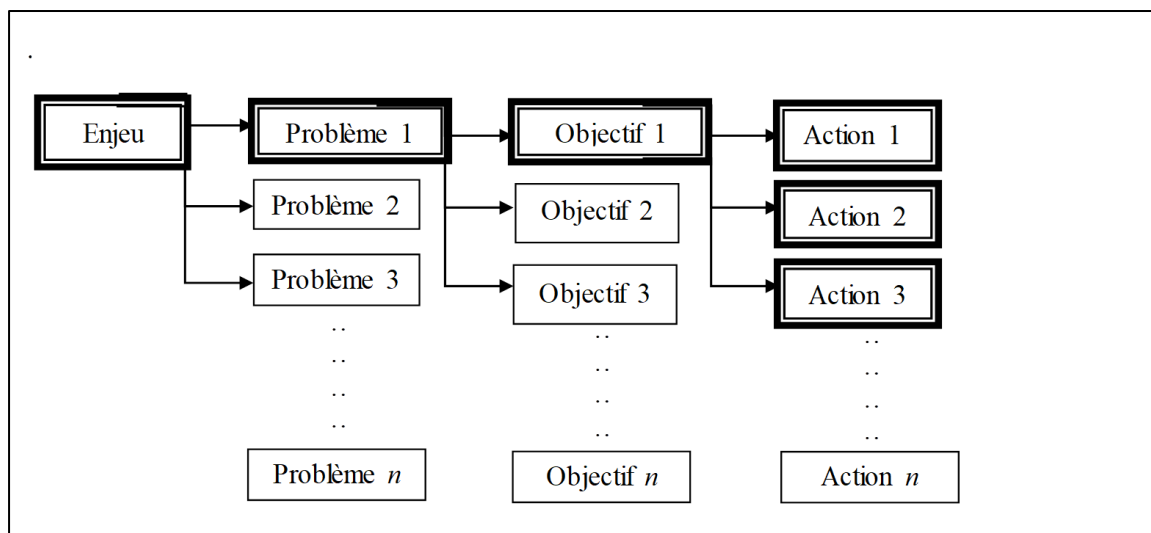 .
Enjeu
Problème 1
Objectif 1
Action 1
Problème 2
Objectif 2
Action 2
Problème 3
Objectif 3
Action 3
. .
. .
. .
. .
. .
. .
. .
. .
. .
. .
. .
. .
Problème n
Objectif n
Action n